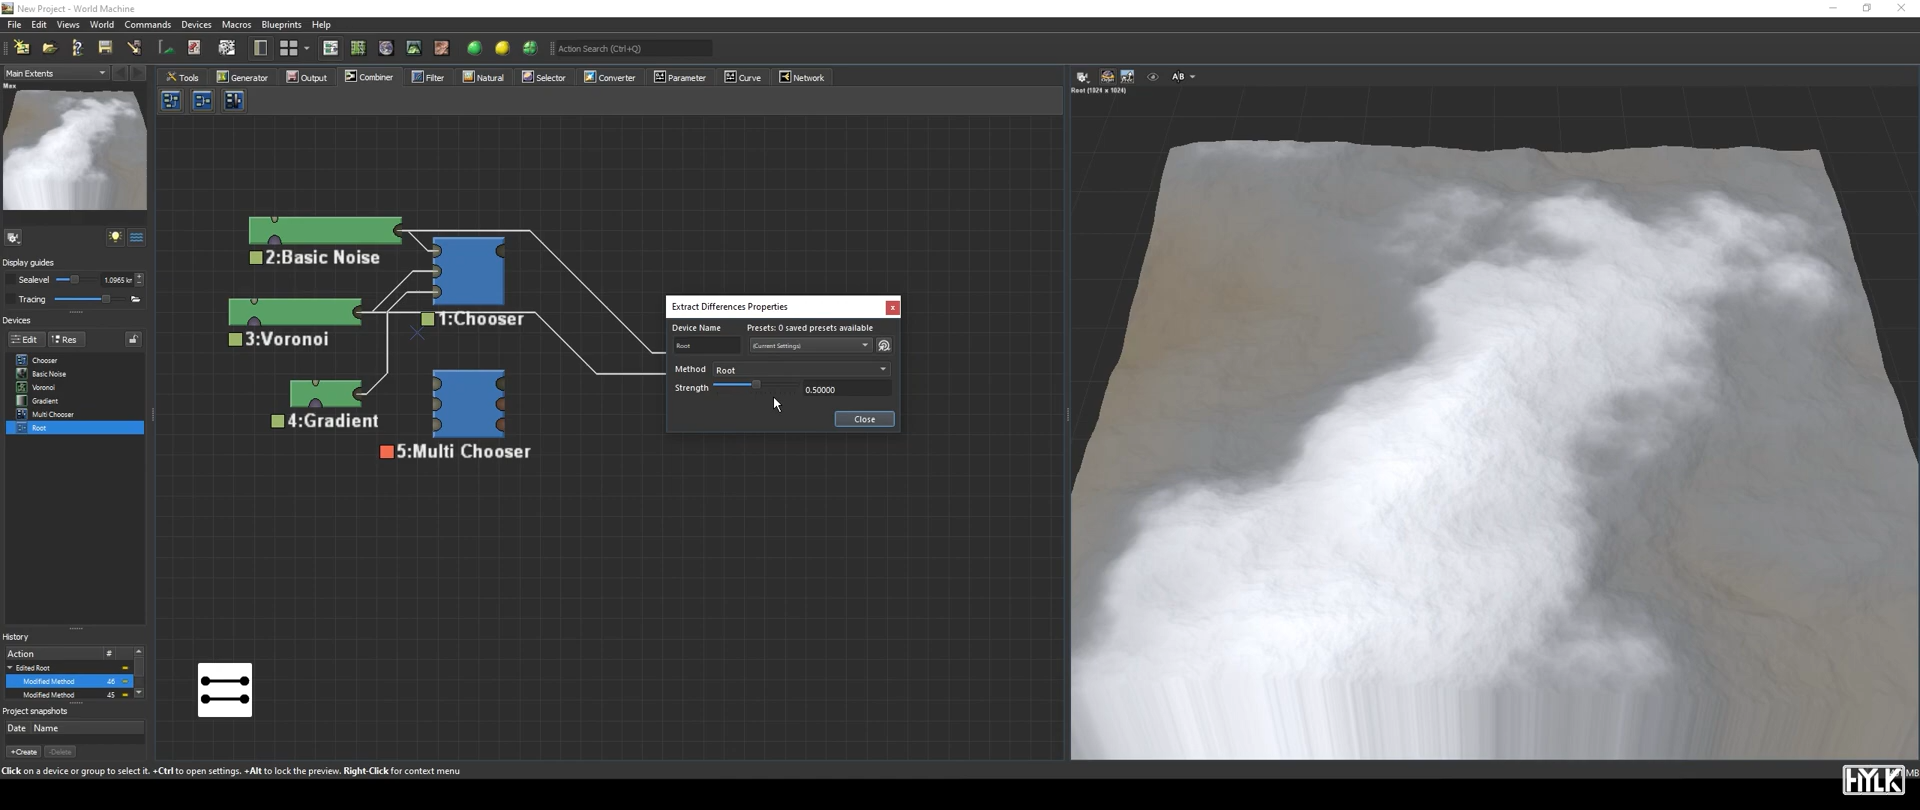 New Project - World Machine
File Edit Views World Commands Devices Macros Blueprints Help
Action Search (Ctrl+Q)
Main Extents
Max
Tools Generator Output Combiner Filter Natural Selector Converter Parameter Curve Network
AB
Root (1024 x 1024)
Display guides
Sealevel 1.0965 kr
Tracing
Devices
Edit Res
Chooser
Basic Noise
Voronoi
Gradient
Multi Chooser
Root
2:Basic Noise
3:Voronoi
1:Chooser
4:Gradient
5:Multi Chooser
Extract Differences Properties
x
Device Name Presets: 0 saved presets available
Root (Current Settings)
Method Root
Strength 0.50000
Close
History
Action #
Edited Root
Modified Method 46
Modified Method 45
Project snapshots
Date Name
+Create -Delete
Click on a device or group to select it. +Ctrl to open settings. +Alt to lock the preview. Right-Click for context menu
MB
HYLK